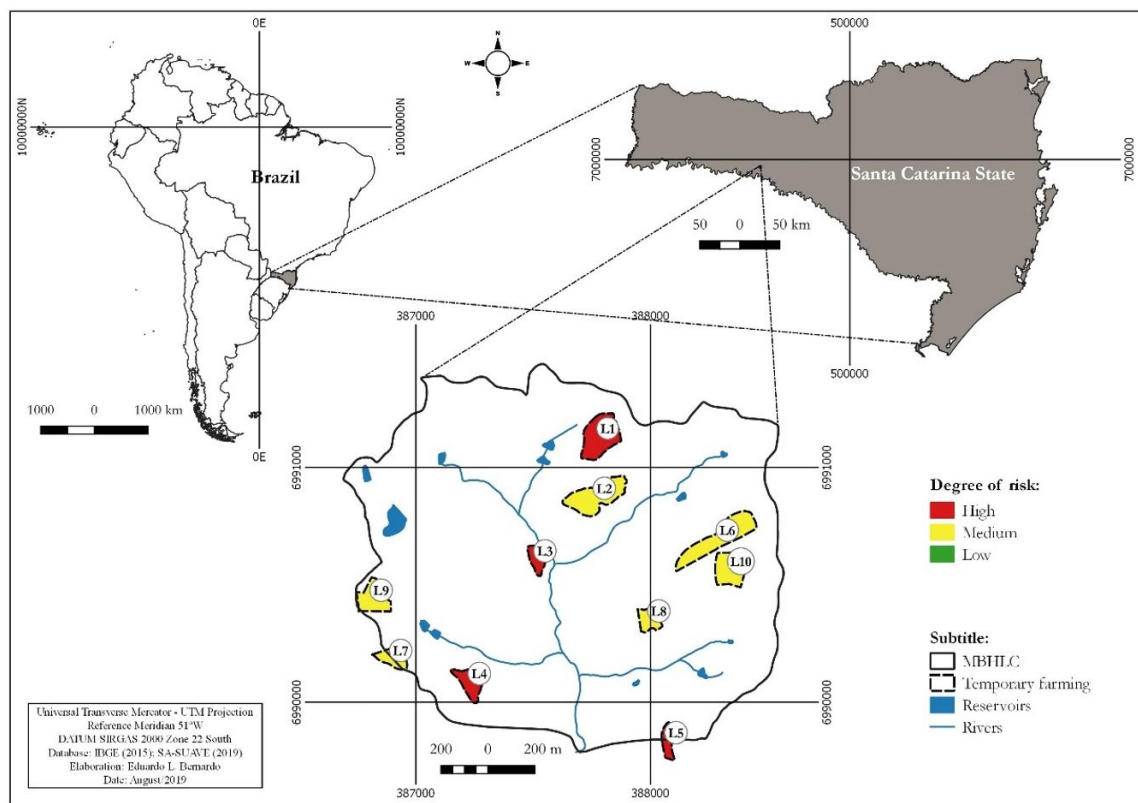 0E
500000
N
W E
S
10000000N
10000000N
Brazil
7000000
7000000
Santa Catarina State
50 0 50 km
500000
1000 0 1000 km
0E
387000
388000
6991000
6991000
L1
L2
L3
L6
L10
L9
L8
L7
L4
L5
6990000
6990000
200 0 200 m
387000
388000
Degree of risk:
High
Medium
Low
Subtitle:
MBHLC
Temporary farming
Reservoirs
Rivers
Universal Transverse Mercator - UTM Projection
Reference Meridian 51°W
DATUM SIRGAS 2000 Zone 22 South
Database: IBGE (2015); SA-SUAVE (2019)
Elaboration: Eduardo L. Bernardo
Date: August/2019